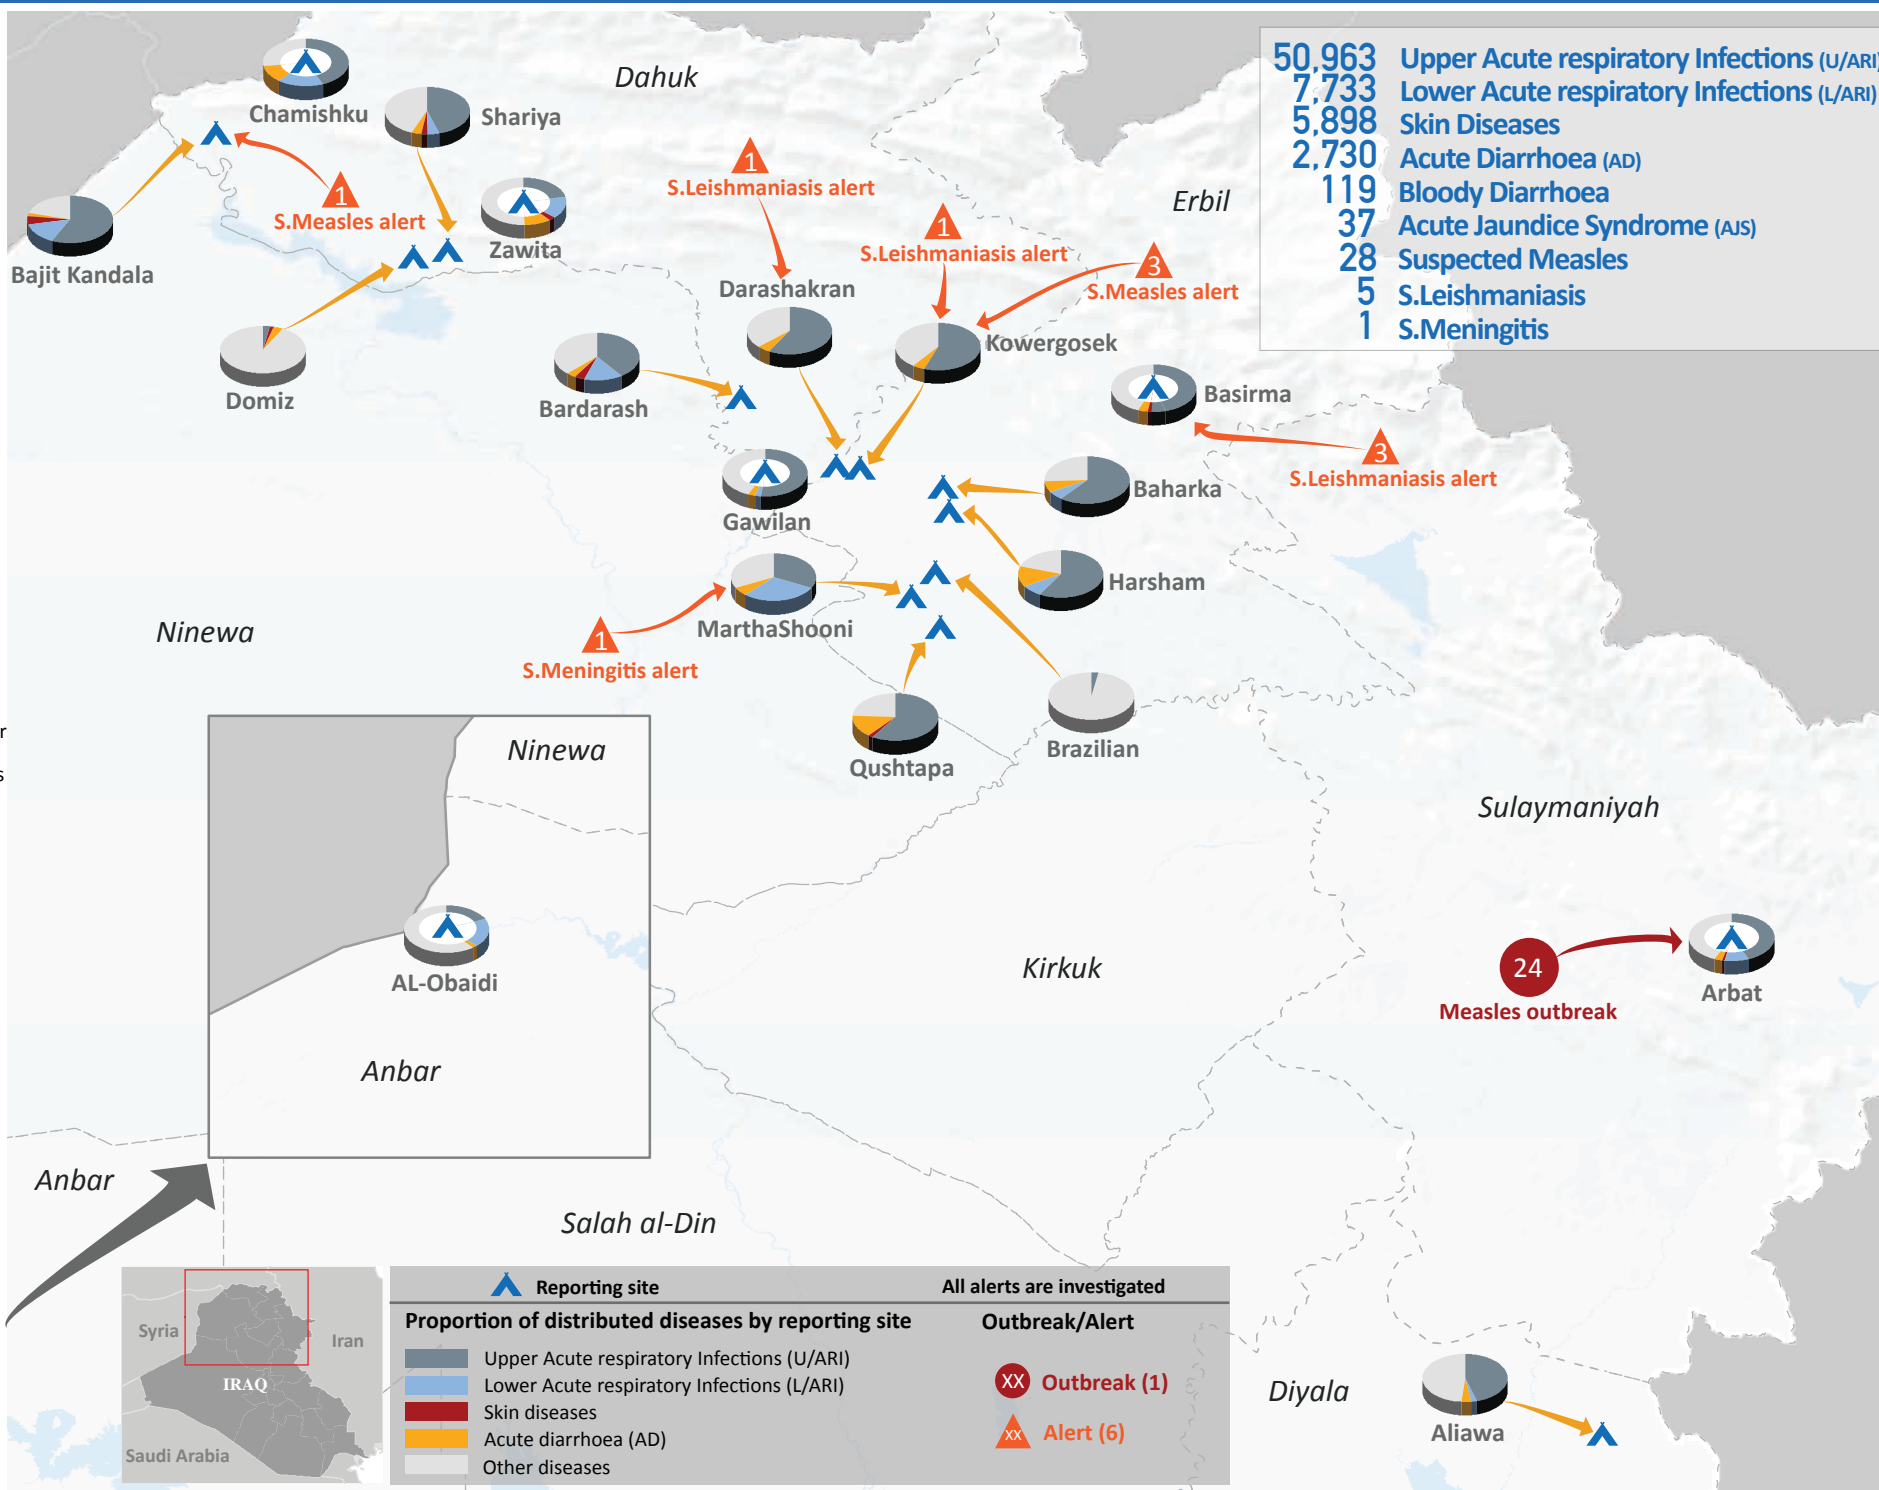 50,963 Upper Acute respiratory Infections (U/ARI)
7,733 Lower Acute respiratory Infections (L/ARI)
5,898 Skin Diseases
2,730 Acute Diarrhoea (AD)
119 Bloody Diarrhoea
37 Acute Jaundice Syndrome (AJS)
28 Suspected Measles
5 S.Leishmaniasis
1 S.Meningitis
Dahuk
Chamishku
Shariya
1
S.Measles alert
Zawita
Bajit Kandala
Domiz
1
S.Leishmaniasis alert
Erbil
1
S.Leishmaniasis alert
3
S.Measles alert
Darashakran
Kowergosek
Bardarash
Basirma
3
S.Leishmaniasis alert
Gawilan
Baharka
Harsham
MarthaShooni
Ninewa
1
S.Meningitis alert
Qushtapa
Brazilian
r
s
Ninewa
AL-Obaidi
Anbar
Sulaymaniyah
Kirkuk
24
Measles outbreak
Arbat
Anbar
Salah al-Din
Syria
Iran
IRAQ
Saudi Arabia
Reporting site
All alerts are investigated
Proportion of distributed diseases by reporting site
Outbreak/Alert
Upper Acute respiratory Infections (U/ARI)
Lower Acute respiratory Infections (L/ARI)
Skin diseases
Acute diarrhoea (AD)
Other diseases
XX Outbreak (1)
XX Alert (6)
Diyala
Aliawa